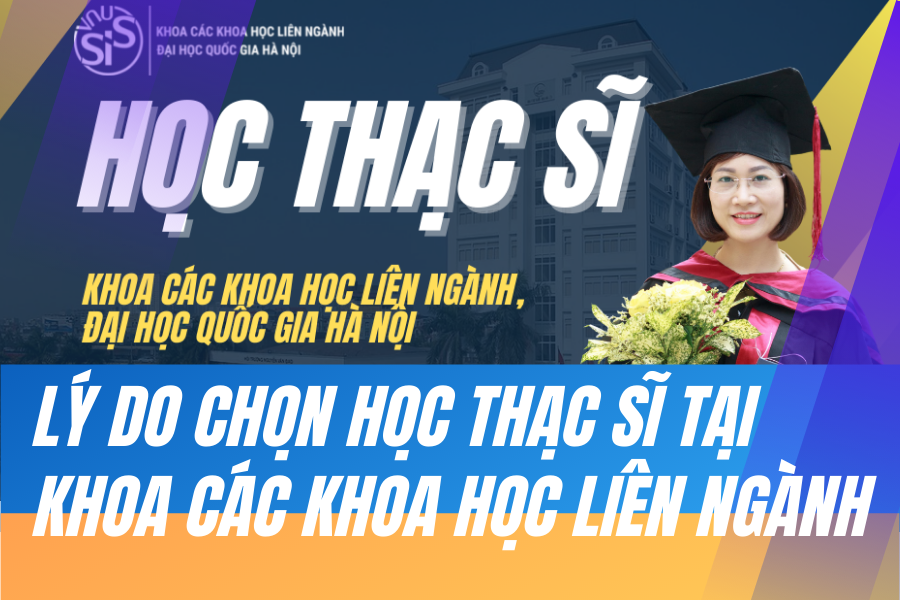 VNU SIS
KHOA CÁC KHOA HỌC LIÊN NGÀNH
ĐẠI HỌC QUỐC GIA HÀ NỘI
HỌC THẠC SĨ
KHOA CÁC KHOA HỌC LIÊN NGÀNH,
ĐẠI HỌC QUỐC GIA HÀ NỘI
LÝ DO CHỌN HỌC THẠC SĨ TẠI
KHOA CÁC KHOA HỌC LIÊN NGÀNH